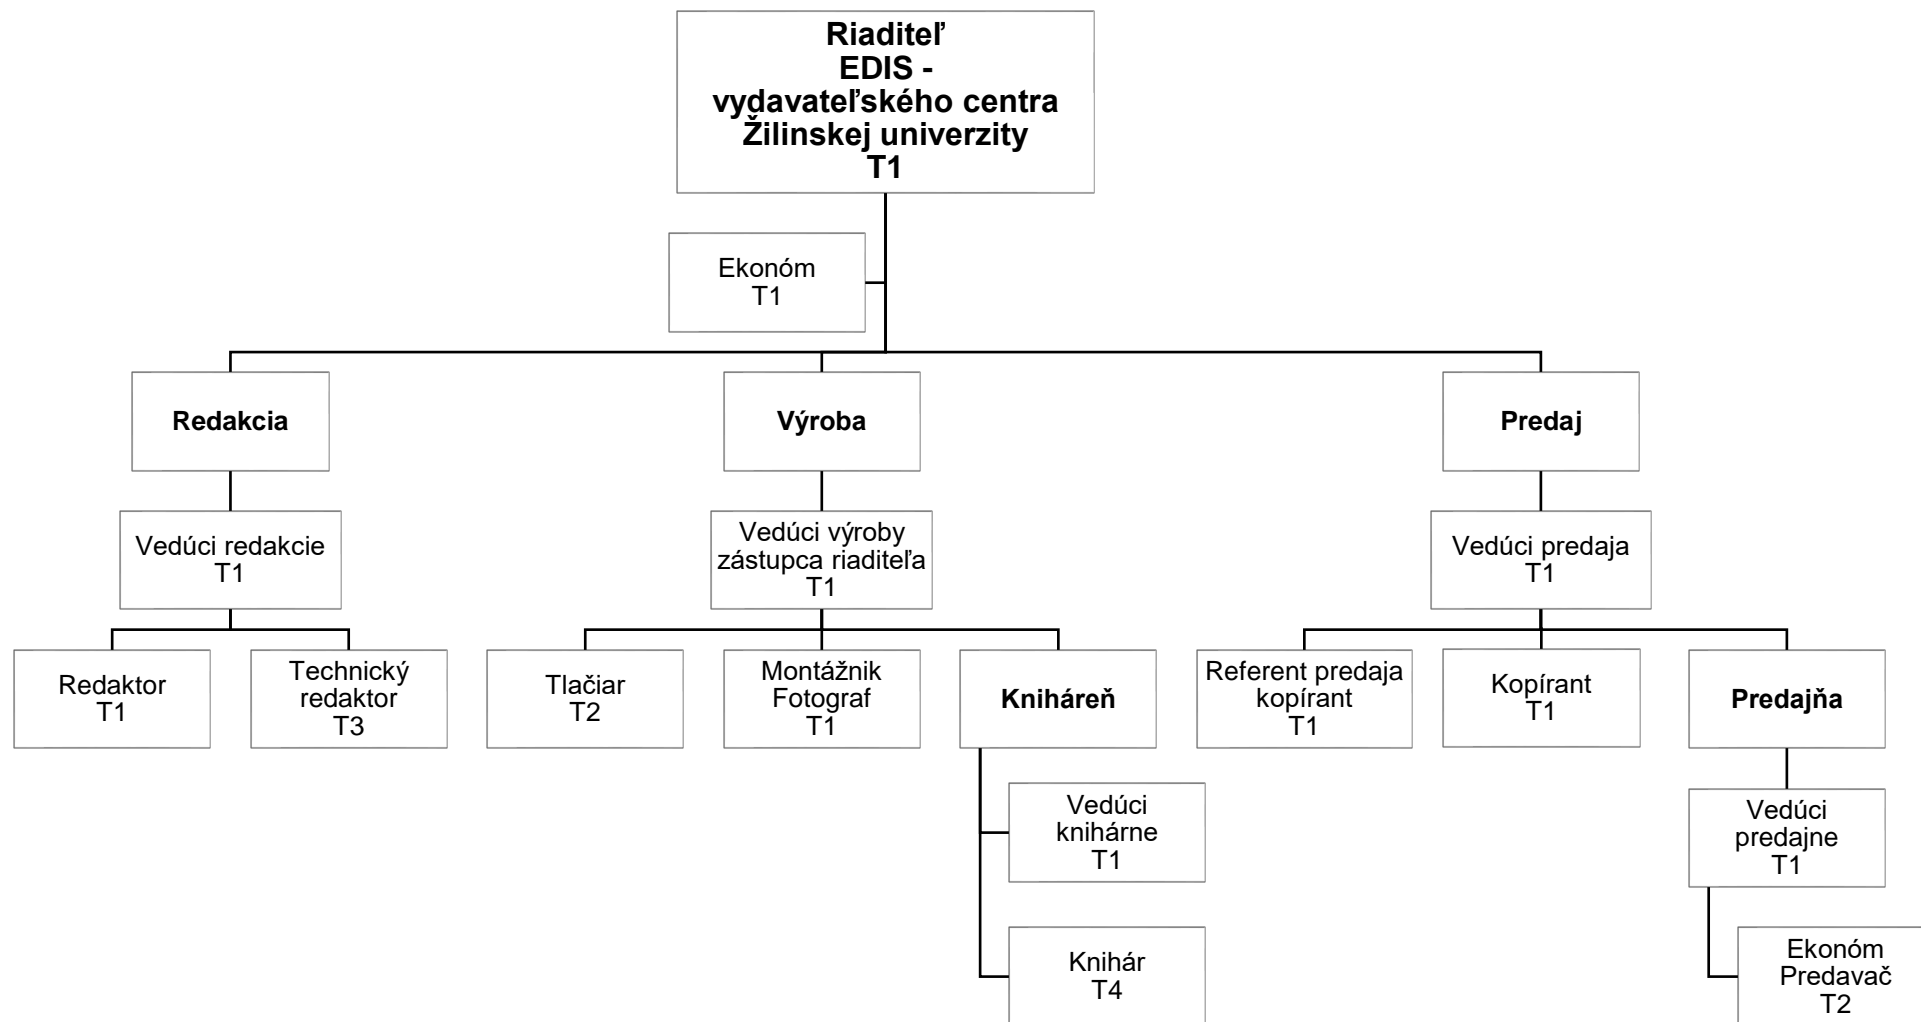 Riaditeľ
EDIS -
vydavateľského centra
Žilinskej univerzity
T1
Ekonóm
T1
Redakcia
Výroba
Predaj
Vedúci redakcie
T1
Vedúci výroby
zástupca riaditeľa
T1
Vedúci predaja
T1
Redaktor
T1
Technický
redaktor
T3
Tlačiar
T2
Montážnik
Fotograf
T1
Kniháreň
Referent predaja
kopírant
T1
Kopírant
T1
Predajňa
Vedúci
knihárne
T1
Vedúci
predajne
T1
Knihár
T4
Ekonóm
Predavač
T2